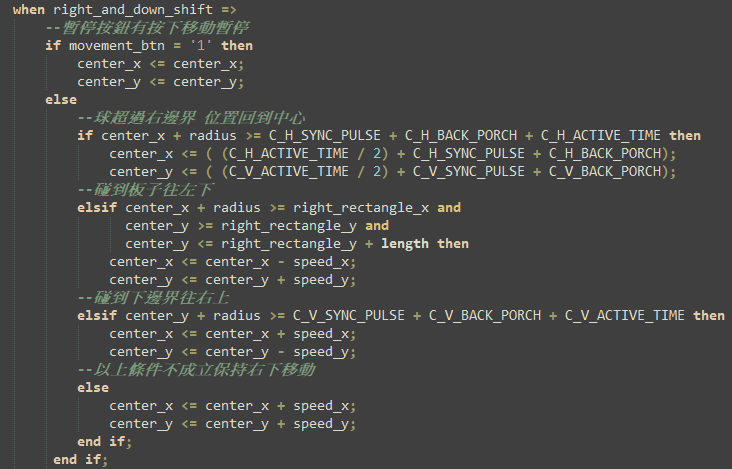 when right_and_down_shift =>
--暫停按鈕有按下移動暫停
if movement_btn = '1' then
center_x <= center_x;
center_y <= center_y;
else
--球超過右邊界 位置回到中心
if center_x + radius >= C_H_SYNC_PULSE + C_H_BACK_PORCH + C_H_ACTIVE_TIME then
center_x <= ( (C_H_ACTIVE_TIME / 2) + C_H_SYNC_PULSE + C_H_BACK_PORCH);
center_y <= ( (C_V_ACTIVE_TIME / 2) + C_V_SYNC_PULSE + C_V_BACK_PORCH);
--碰到板子往左下
elsif center_x + radius >= right_rectangle_x and
center_y >= right_rectangle_y and
center_y <= right_rectangle_y + length then
center_x <= center_x - speed_x;
center_y <= center_y + speed_y;
--碰到下邊界往右上
elsif center_y + radius >= C_V_SYNC_PULSE + C_V_BACK_PORCH + C_V_ACTIVE_TIME then
center_x <= center_x + speed_x;
center_y <= center_y - speed_y;
--以上條件不成立保持右下移動
else
center_x <= center_x + speed_x;
center_y <= center_y + speed_y;
end if;
end if;